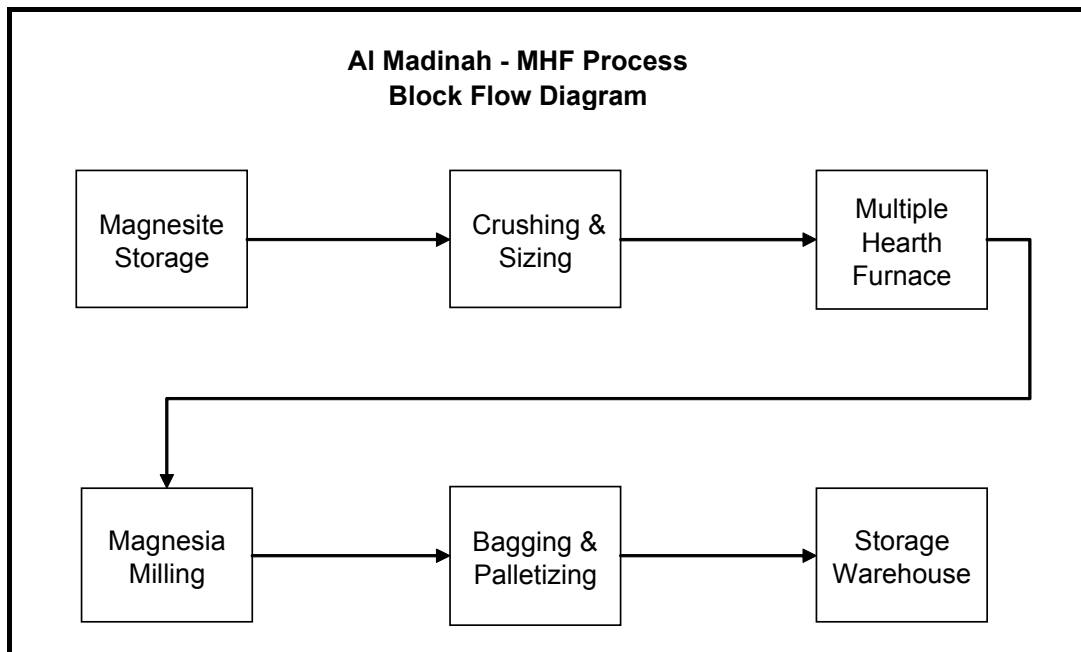 Al Madinah - MHF Process
Block Flow Diagram
Magnesite
Storage
Crushing &
Sizing
Multiple
Hearth
Furnace
Magnesia
Milling
Bagging &
Palletizing
Storage
Warehouse